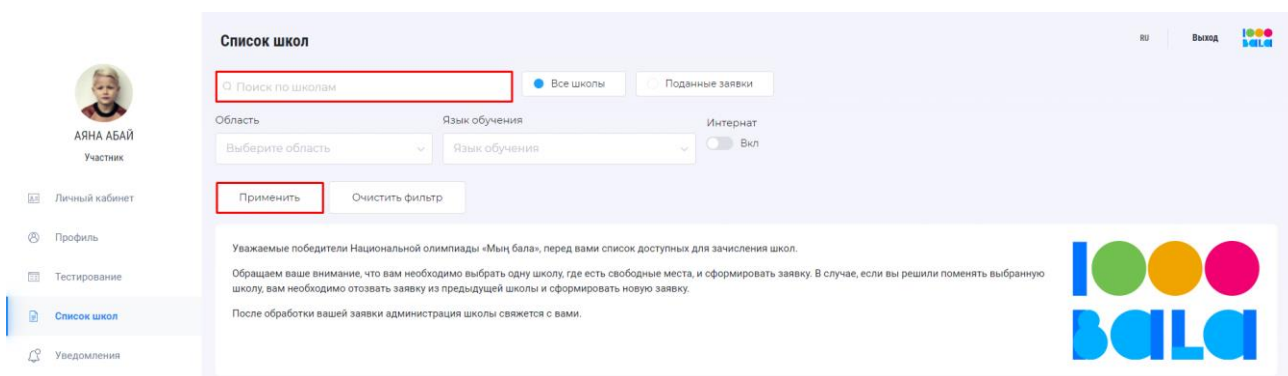 Список школ
RU
Выход
1000
BALA
Поиск по школам
Все школы
Поданные заявки
АЯНА АБАЙ
Участник
Область
Язык обучения
Интернат
Выберите область
Язык обучения
Вкл
Личный кабинет
Применить
Очистить фильтр
Профиль
Тестирование
Список школ
Уведомления
Уважаемые победители Национальной олимпиады «Мың бала», перед вами список доступных для зачисления школ.
Обращаем ваше внимание, что вам необходимо выбрать одну школу, где есть свободные места, и сформировать заявку. В случае, если вы решили поменять выбранную
школу, вам необходимо отозвать заявку из предыдущей школы и сформировать новую заявку.
После обработки вашей заявки администрация школы свяжется с вами.
1000
BALA